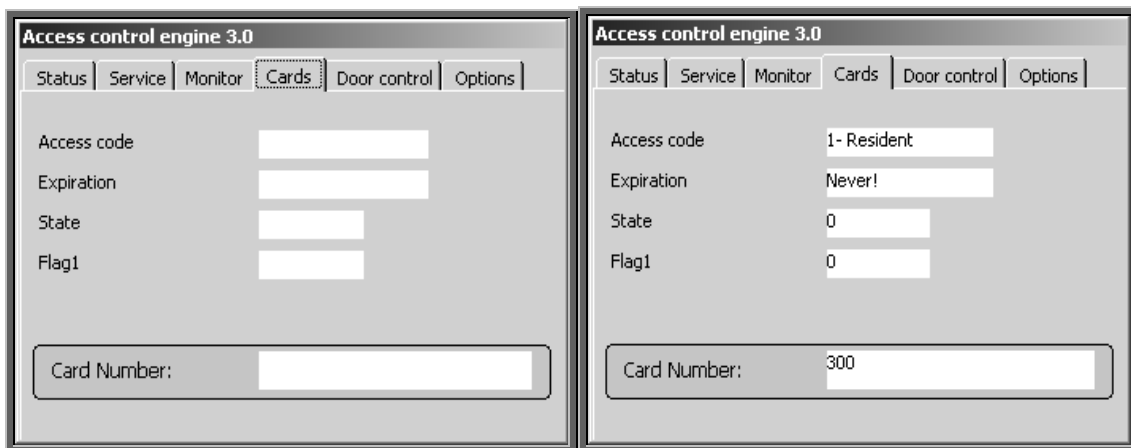 Access control engine 3.0
Status Service Monitor Cards Door control Options
Access code
Expiration
State
Flag1
Card Number:
Access control engine 3.0
Status Service Monitor Cards Door control Options
Access code 1- Resident
Expiration Never!
State 0
Flag1 0
Card Number: 300